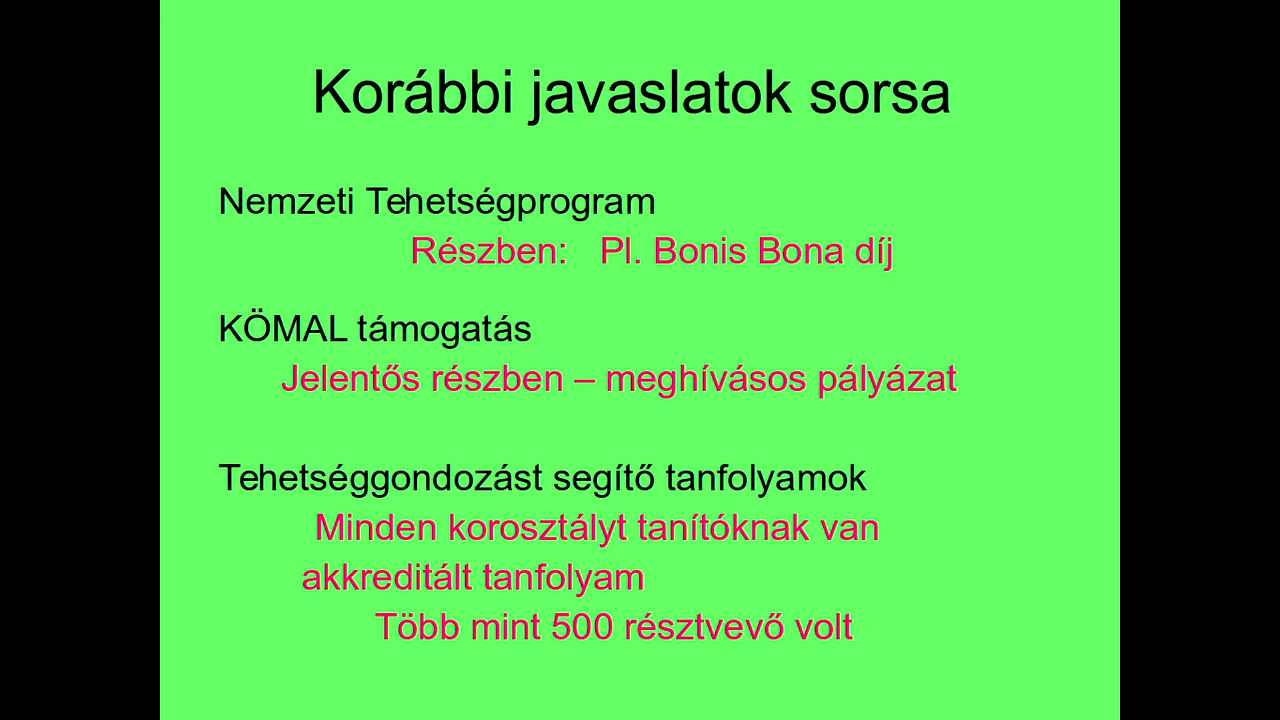 Korábbi javaslatok sorsa
Nemzeti Tehetségprogram
Részben: Pl. Bonis Bona díj
KÖMAL támogatás
Jelentős részben – meghívásos pályázat
Tehetséggondozást segítő tanfolyamok
Minden korosztályt tanítóknak van
akkreditált tanfolyam
Több mint 500 résztvevő volt